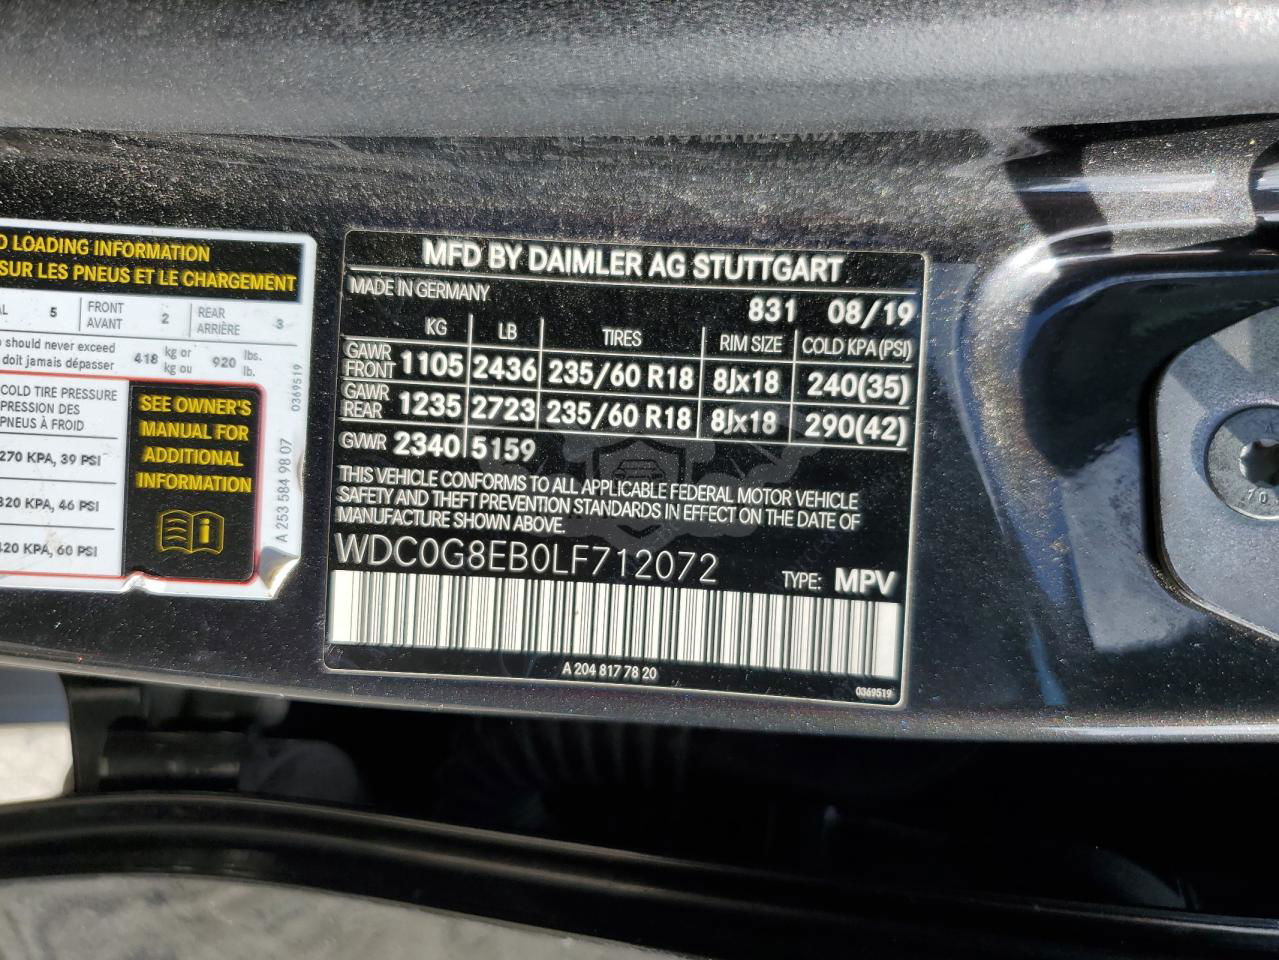 D LOADING INFORMATION
SUR LES PNEUS ET LE CHARGEMENT
AL 5 FRONT AVANT 2 REAR ARRIÈRE 3
o should never exceed 418 kg or 920 lbs.
doit jamais dépasser kg ou lb.
COLD TIRE PRESSURE
PRESSION DES
PNEUS À FROID
270 KPA, 39 PSI
320 KPA, 46 PSI
420 KPA, 60 PSI
SEE OWNER'S
MANUAL FOR
ADDITIONAL
INFORMATION
0369519
A 253 584 98 07
MFD BY DAIMLER AG STUTTGART
MADE IN GERMANY 831 08/19
KG LB TIRES RIM SIZE COLD KPA (PSI)
GAWR FRONT 1105 2436 235/60 R18 8Jx18 240(35)
GAWR REAR 1235 2723 235/60 R18 8Jx18 290(42)
GVWR 2340 5159
THIS VEHICLE CONFORMS TO ALL APPLICABLE FEDERAL MOTOR VEHICLE
SAFETY AND THEFT PREVENTION STANDARDS IN EFFECT ON THE DATE OF
MANUFACTURE SHOWN ABOVE.
WDC0G8EB0LF712072 TYPE: MPV
A 204 817 78 20
0369519